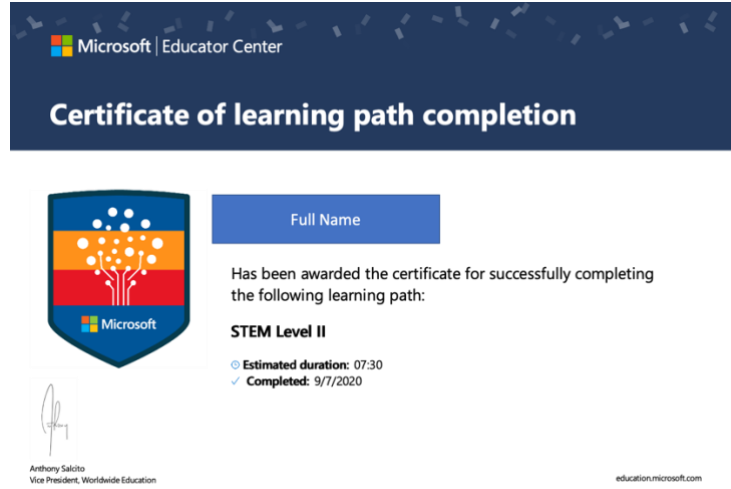 Microsoft | Educator Center
Certificate of learning path completion
Full Name
Has been awarded the certificate for successfully completing
the following learning path:
Microsoft
STEM Level II
Estimated duration: 07:30
Completed: 9/7/2020
Anthony Salcito
Vice President, Worldwide Education
education.microsoft.com